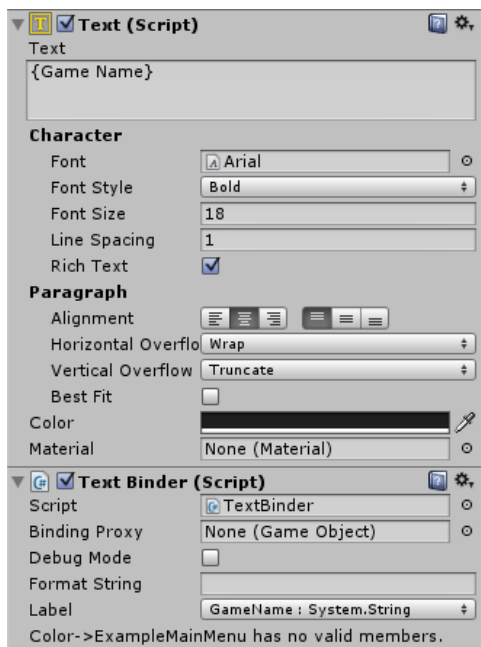 Text (Script)
Text
{Game Name}
Character
Font Arial
Font Style Bold
Font Size 18
Line Spacing 1
Rich Text
Paragraph
Alignment
Horizontal Overflo Wrap
Vertical Overflow Truncate
Best Fit
Color
Material None (Material)
Text Binder (Script)
Script TextBinder
Binding Proxy None (Game Object)
Debug Mode
Format String
Label GameName : System.String
Color->ExampleMainMenu has no valid members.